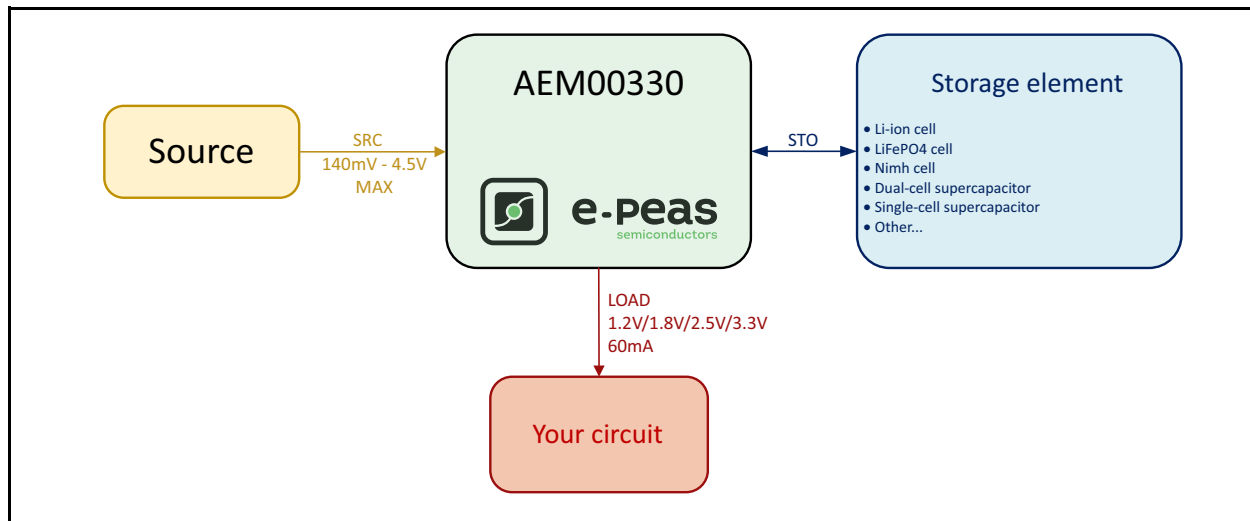 Source
SRC
140mV - 4.5V
MAX
AEM00330
e-peas
semiconductors
STO
Storage element
• Li-ion cell
• LiFePO4 cell
• Nimh cell
• Dual-cell supercapacitor
• Single-cell supercapacitor
• Other...
LOAD
1.2V/1.8V/2.5V/3.3V
60mA
Your circuit